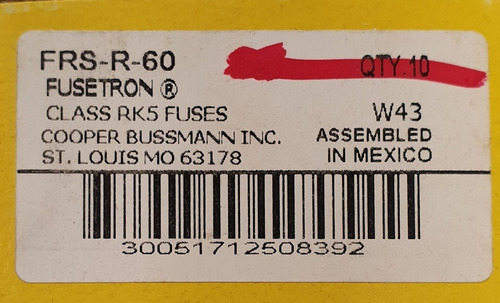 FRS-R-60
QTY.10
FUSETRON ®
CLASS RK5 FUSES
W43
COOPER BUSSMANN INC.
ASSEMBLED
ST. LOUIS MO 63178
IN MEXICO
30051712508392